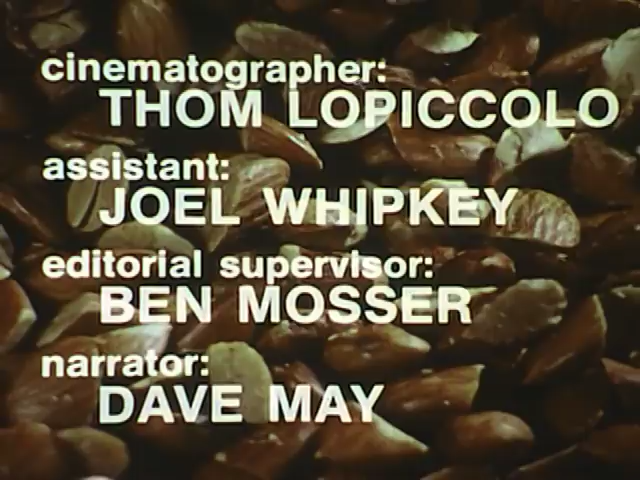 cinematographer:
THOM LOPICCOLO
assistant:
JOEL WHIPKEY
editorial supervisor:
BEN MOSSER
narrator:
DAVE MAY